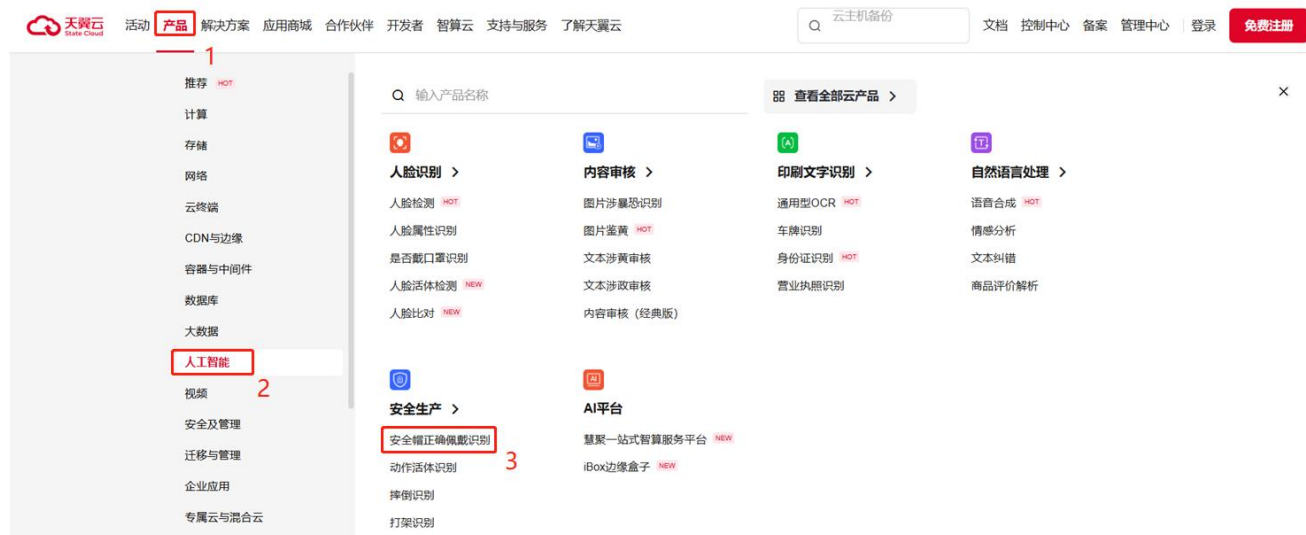 天翼云 State Cloud 活动 产品 解决方案 应用商城 合作伙伴 开发者 智算云 支持与服务 了解天翼云 云主机备份 文档 控制中心 备案 管理中心 登录 免费注册
1
推荐 HOT
计算
存储
网络
云终端
CDN与边缘
容器与中间件
数据库
大数据
人工智能
2
视频
安全及管理
迁移与管理
企业应用
专属云与混合云
输入产品名称
查看全部云产品 >
人脸识别 >
人脸检测 HOT
人脸属性识别
是否戴口罩识别
人脸活体检测 NEW
人脸比对 NEW
内容审核 >
图片涉暴恐识别
图片鉴黄 HOT
文本涉黄审核
文本涉政审核
内容审核（经典版）
印刷文字识别 >
通用型OCR HOT
车牌识别
身份证识别 HOT
营业执照识别
自然语言处理 >
语音合成 HOT
情感分析
文本纠错
商品评价解析
安全生产 >
安全帽正确佩戴识别
3
动作活体识别
摔倒识别
打架识别
AI
AI平台
慧聚一站式智算服务平台 NEW
iBox边缘盒子 NEW